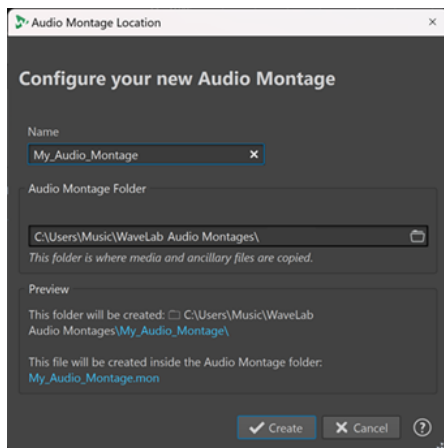 Audio Montage Location
Configure your new Audio Montage
Name
My_Audio_Montage
Audio Montage Folder
C:\Users\Music\WaveLab Audio Montages\
This folder is where media and ancillary files are copied.
Preview
This folder will be created: C:\Users\Music\WaveLab
Audio Montages\My_Audio_Montage\
This file will be created inside the Audio Montage folder:
My_Audio_Montage.mon
Create
Cancel
?